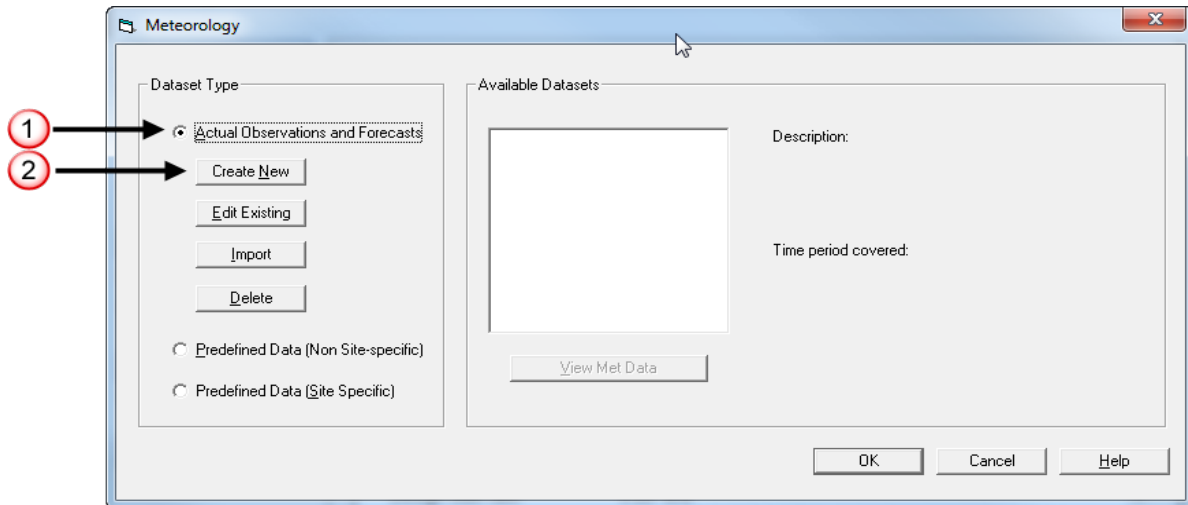 Meteorology
Dataset Type
1
Actual Observations and Forecasts
2
Create New
Edit Existing
Import
Delete
Predefined Data (Non Site-specific)
Predefined Data (Site Specific)
Available Datasets
Description:
Time period covered:
View Met Data
OK
Cancel
Help